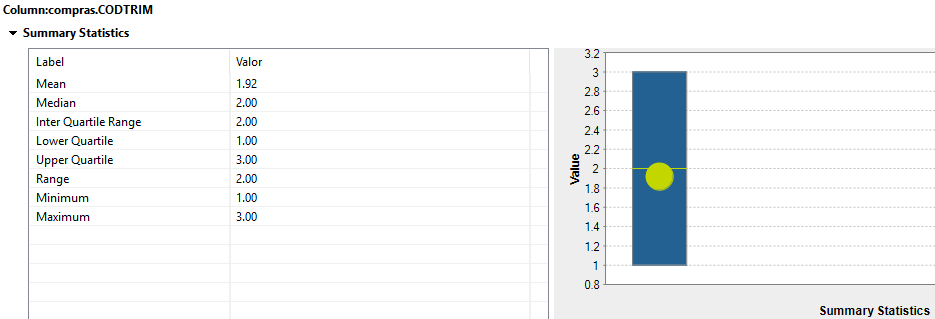 Column:compras.CODTRIM
Summary Statistics
Label Valor
Mean 1.92
Median 2.00
Inter Quartile Range 2.00
Lower Quartile 1.00
Upper Quartile 3.00
Range 2.00
Minimum 1.00
Maximum 3.00
3.2
3
2.8
2.6
2.4
2.2
2
1.8
1.6
1.4
1.2
1
0.8
Value
Summary Statistics